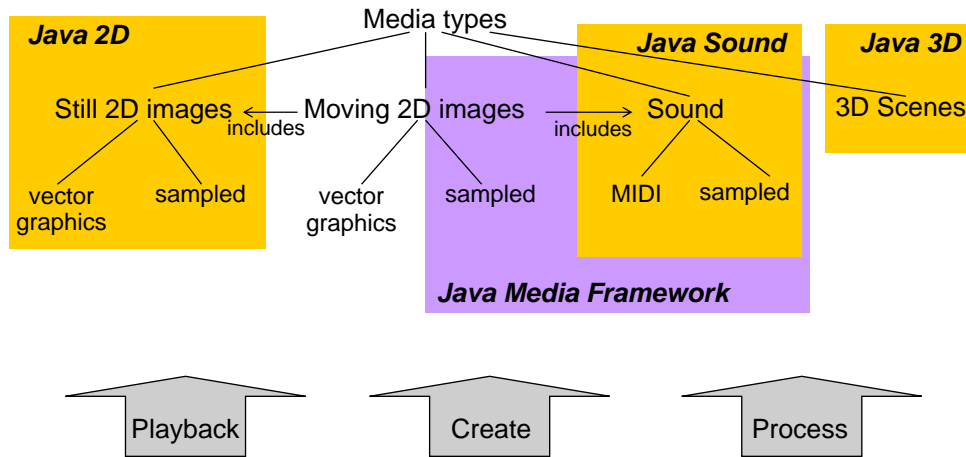 Media types
Java 2D
Java Sound
Java 3D
Still 2D images
includes
Moving 2D images
includes
Sound
3D Scenes
vector
graphics
sampled
vector
graphics
sampled
MIDI
sampled
Java Media Framework
Playback
Create
Process